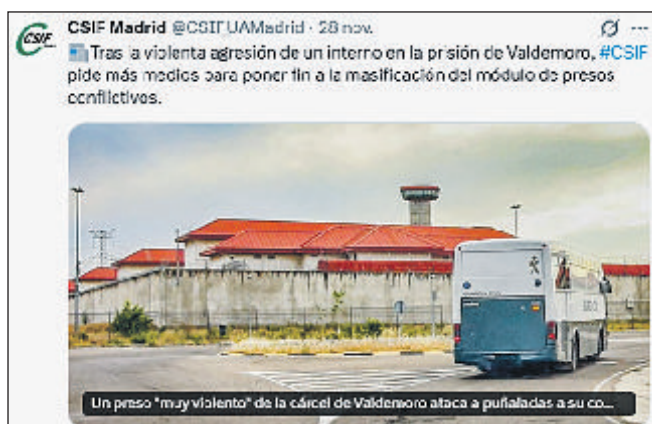 CSIF
CSIF Madrid @CSIFUAMadrid · 28 nov.
Tras la violenta agresión de un interno en la prisión de Valdemoro, #CSIF
pide más medios para poner fin a la masificación del módulo de presos
conflictivos.
Un preso "muy violento" de la cárcel de Valdemoro ataca a puñaladas a su co...